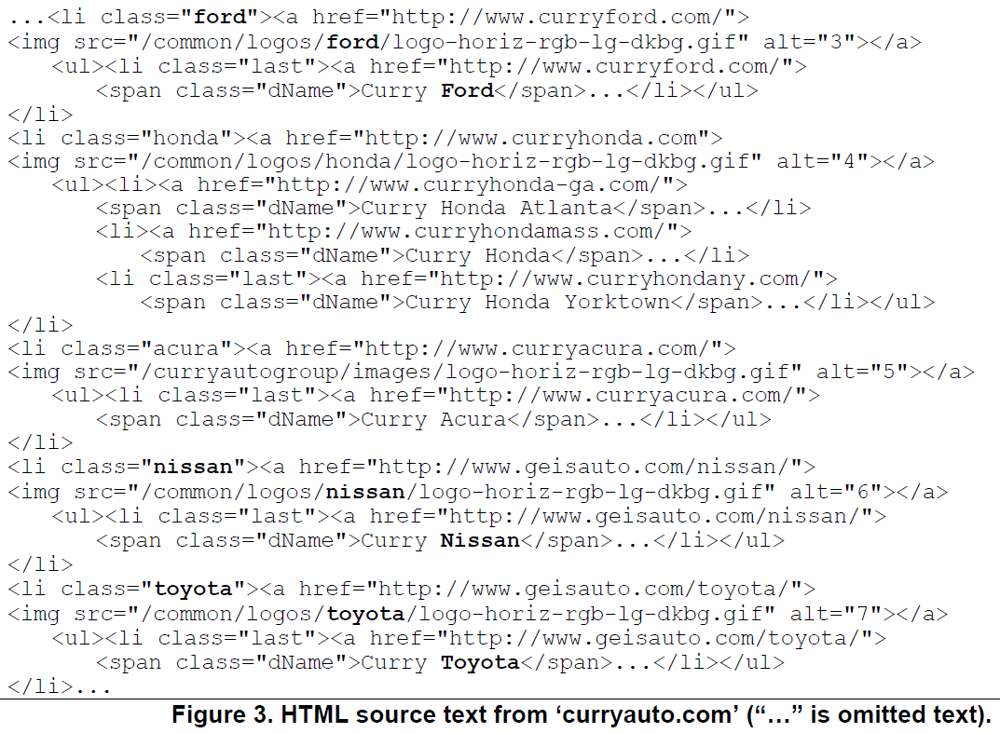 ...<li class="ford"><a href="http://www.curryford.com/">
<img src="/common/logos/ford/logo-horiz-rgb-lg-dkbg.gif" alt="3"></a>
<ul><li class="last"><a href="http://www.curryford.com/">
<span class="dName">Curry Ford</span>...</li></ul>
</li>
<li class="honda"><a href="http://www.curryhonda.com">
<img src="/common/logos/honda/logo-horiz-rgb-lg-dkbg.gif" alt="4"></a>
<ul><li><a href="http://www.curryhonda-ga.com/">
<span class="dName">Curry Honda Atlanta</span>...</li>
<li><a href="http://www.curryhondamass.com/">
<span class="dName">Curry Honda</span>...</li>
<li class="last"><a href="http://www.curryhondany.com/">
<span class="dName">Curry Honda Yorktown</span>...</li></ul>
</li>
<li class="acura"><a href="http://www.curryacura.com/">
<img src="/curryautogroup/images/logo-horiz-rgb-lg-dkbg.gif" alt="5"></a>
<ul><li class="last"><a href="http://www.curryacura.com/">
<span class="dName">Curry Acura</span>...</li></ul>
</li>
<li class="nissan"><a href="http://www.geisauto.com/nissan/">
<img src="/common/logos/nissan/logo-horiz-rgb-lg-dkbg.gif" alt="6"></a>
<ul><li class="last"><a href="http://www.geisauto.com/nissan/">
<span class="dName">Curry Nissan</span>...</li></ul>
</li>
<li class="toyota"><a href="http://www.geisauto.com/toyota/">
<img src="/common/logos/toyota/logo-horiz-rgb-lg-dkbg.gif" alt="7"></a>
<ul><li class="last"><a href="http://www.geisauto.com/toyota/">
<span class="dName">Curry Toyota</span>...</li></ul>
</li>...
Figure 3. HTML source text from ‘curryauto.com’ (“…” is omitted text).